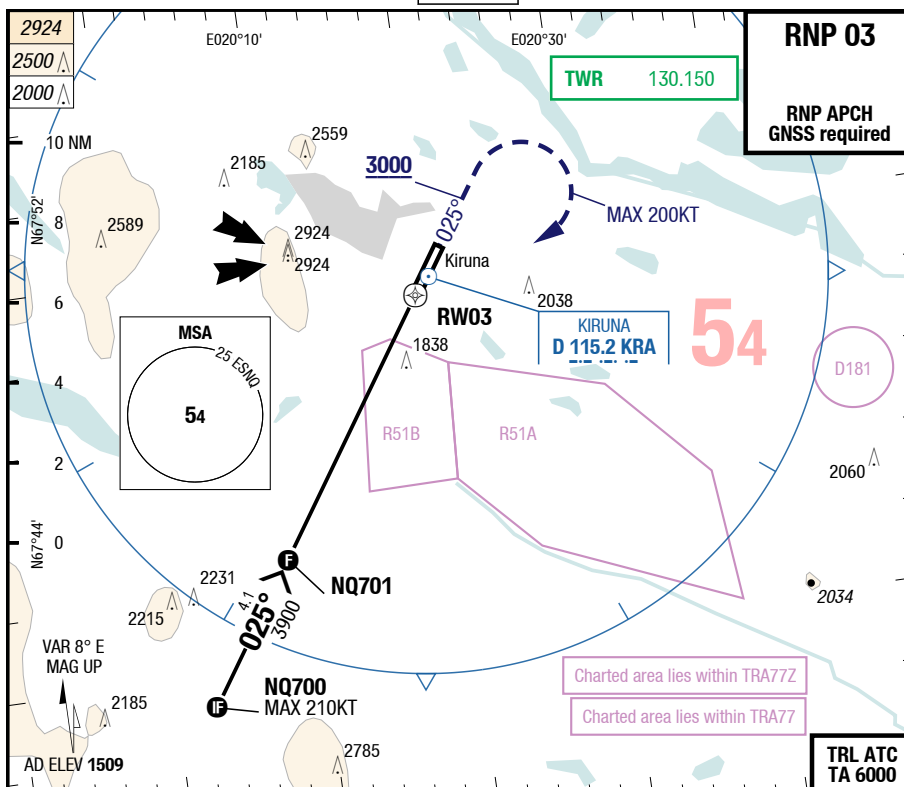 2924
2500
2000
E020°10'
E020°30'
RNP 03
RNP APCH
GNSS required
TWR 130.150
10 NM
8
6
4
2
0
N67°52'
N67°44'
2559
2185
2589
2924
2924
3000
025°
MAX 200KT
Kiruna
RW03
2038
KIRUNA
D 115.2 KRA
54
1838
MSA
25 ESNQ
54
R51B
R51A
D181
2060
NQ701
2231
2215
4.1
025°
3900
2034
VAR 8° E
MAG UP
NQ700
MAX 210KT
F
IF
2185
2785
AD ELEV 1509
Charted area lies within TRA77Z
Charted area lies within TRA77
TRL ATC
TA 6000